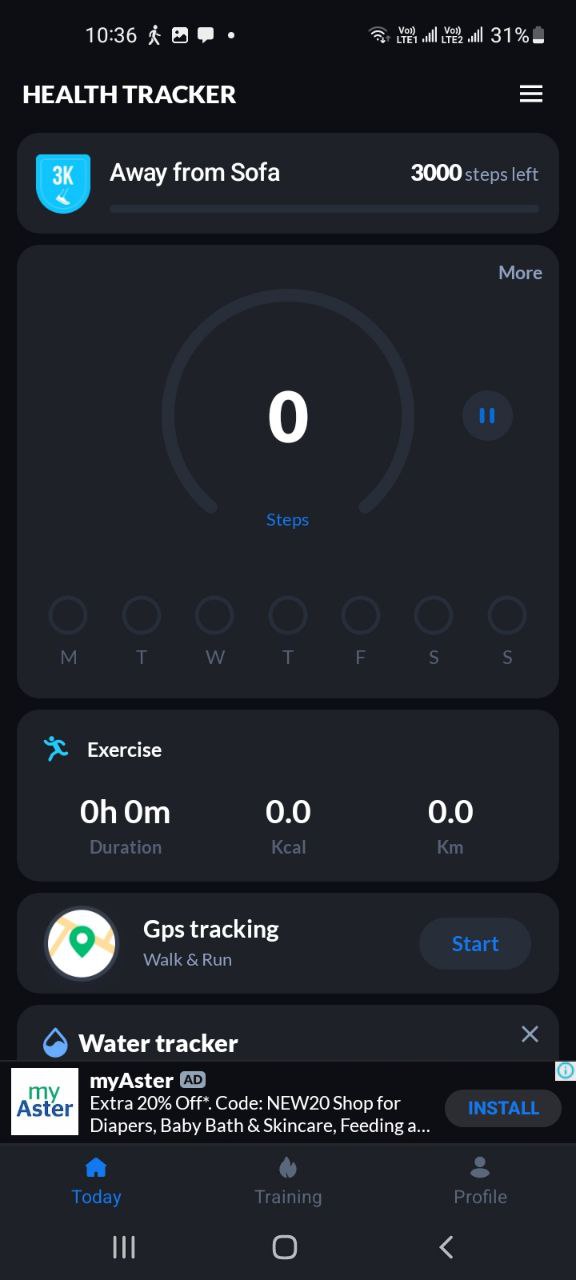 10:36
Vo) LTE1 Vo) LTE2 31%
HEALTH TRACKER
3K
Away from Sofa 3000 steps left
More
0
Steps
M T W T F S S
Exercise
0h 0m 0.0 0.0
Duration Kcal Km
Gps tracking
Walk & Run
Start
Water tracker
my
Aster
myAster AD
Extra 20% Off*. Code: NEW20 Shop for
Diapers, Baby Bath & Skincare, Feeding a...
INSTALL
Today Training Profile